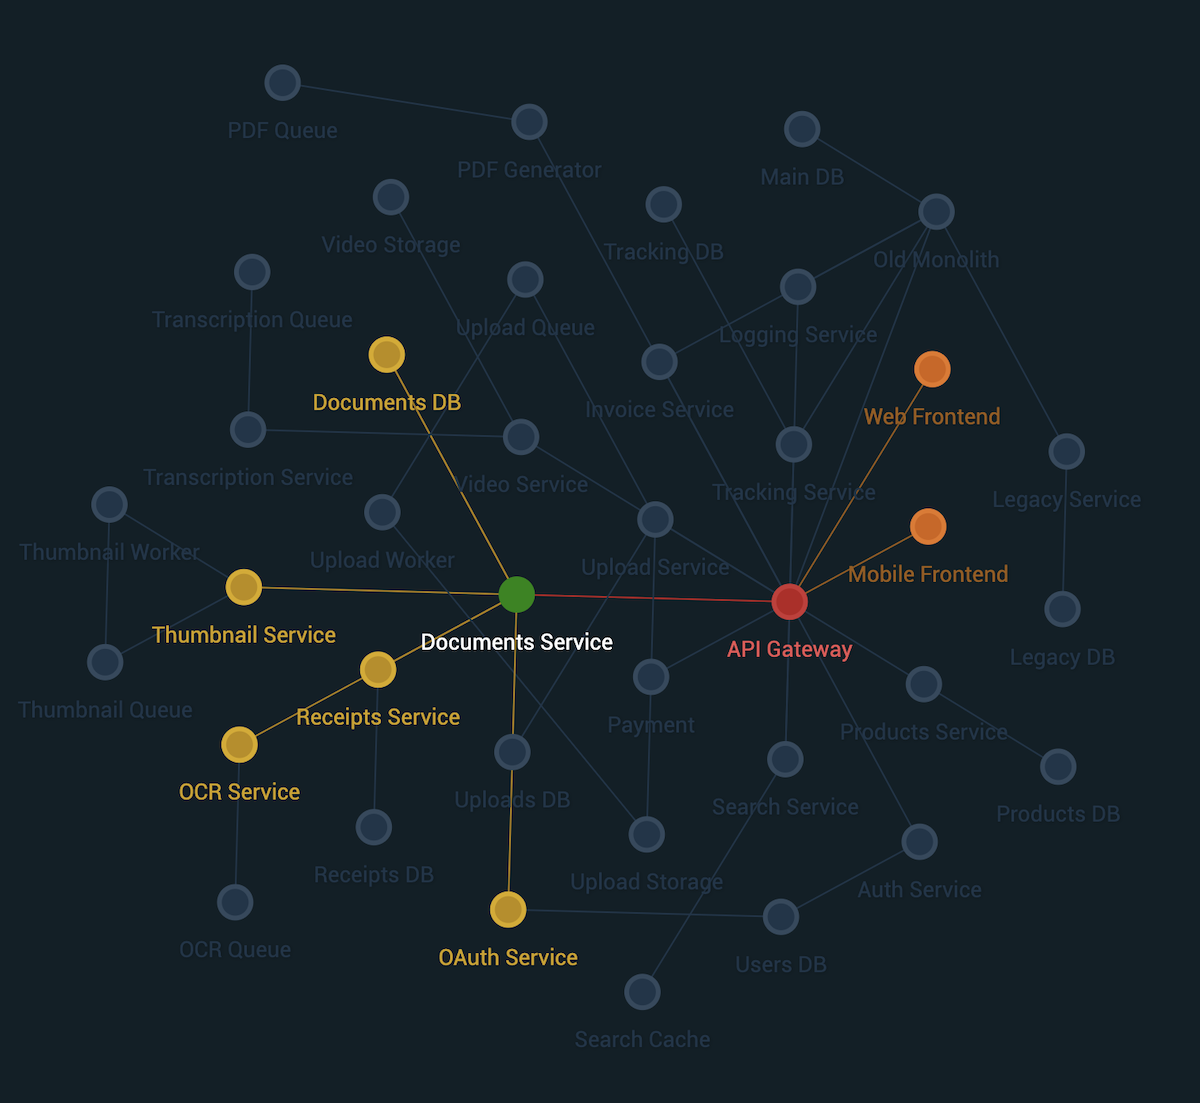 PDF Queue
PDF Generator
Main DB
Video Storage
Tracking DB
Old Monolith
Transcription Queue
Upload Queue
Logging Service
Documents DB
Invoice Service
Web Frontend
Transcription Service
Video Service
Tracking Service
Legacy Service
Thumbnail Worker
Upload Worker
Upload Service
Mobile Frontend
Thumbnail Service
Documents Service
API Gateway
Legacy DB
Thumbnail Queue
Receipts Service
Payment
Products Service
OCR Service
Uploads DB
Search Service
Products DB
Receipts DB
Upload Storage
Auth Service
OCR Queue
OAuth Service
Users DB
Search Cache